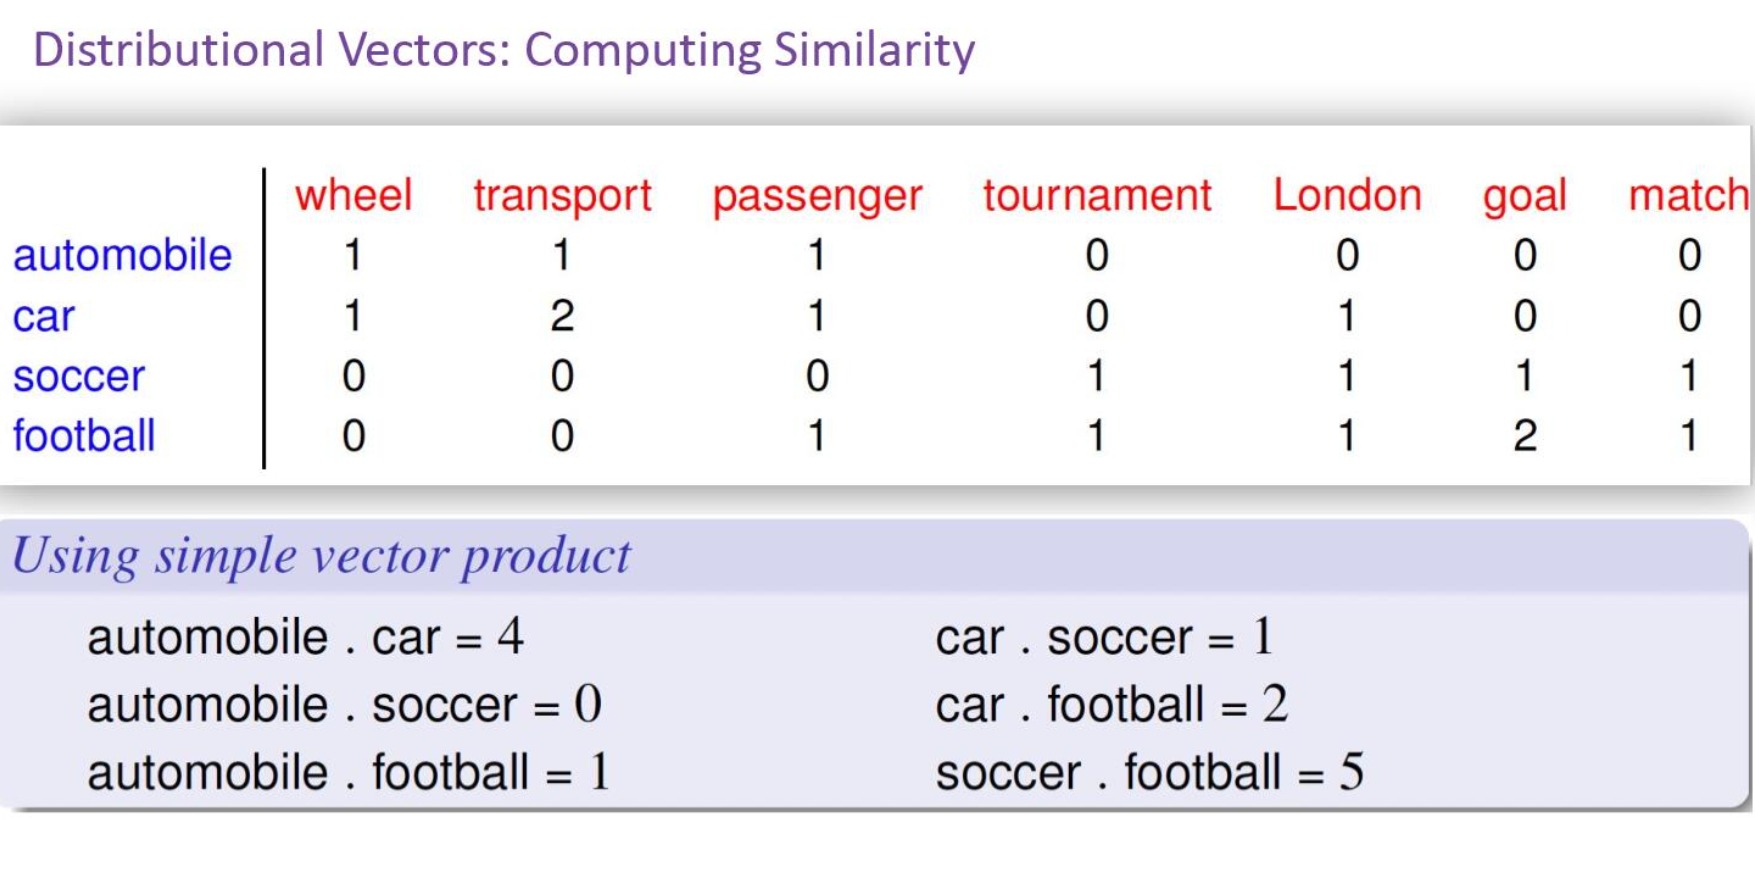 Distributional Vectors: Computing Similarity
wheel transport passenger tournament London goal match
automobile 1 1 1 0 0 0 0
car 1 2 1 0 1 0 0
soccer 0 0 0 1 1 1 1
football 0 0 1 1 1 2 1
Using simple vector product
automobile . car = 4
automobile . soccer = 0
automobile . football = 1
car . soccer = 1
car . football = 2
soccer . football = 5